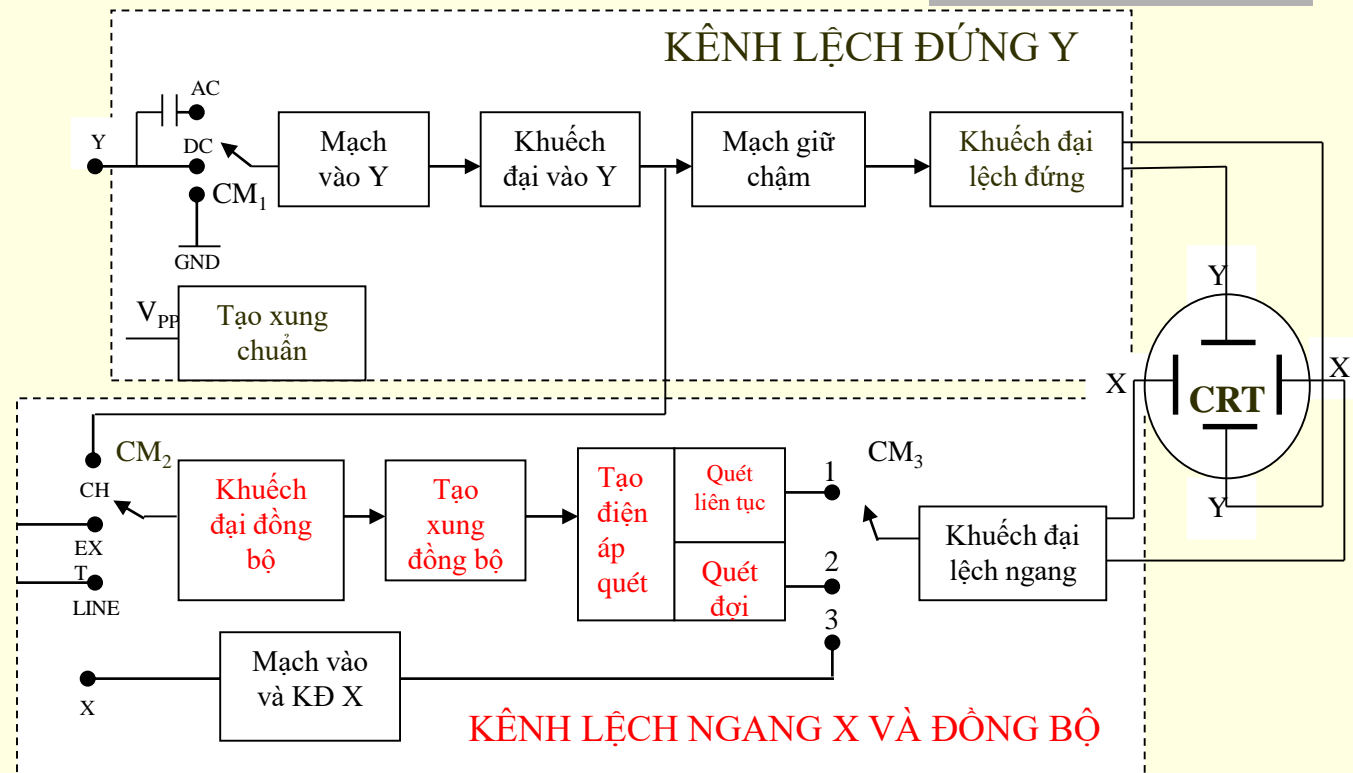 KÊNH LỆCH ĐỨNG Y
AC
Y
DC
CM1
GND
Mạch
vào Y
Khuếch
đại vào Y
Mạch giữ
chậm
Khuếch đại
lệch đứng
VPP
Tạo xung
chuẩn
Y
X
CRT
X
Y
CM2
CH
EX
T
LINE
Khuếch
đại đồng
bộ
Tạo
xung
đồng bộ
Tạo
điện
áp
quét
Quét
liên tục
Quét
đợi
1
2
3
CM3
Khuếch đại
lệch ngang
Mạch vào
và KĐ X
X
KÊNH LỆCH NGANG X VÀ ĐỒNG BỘ